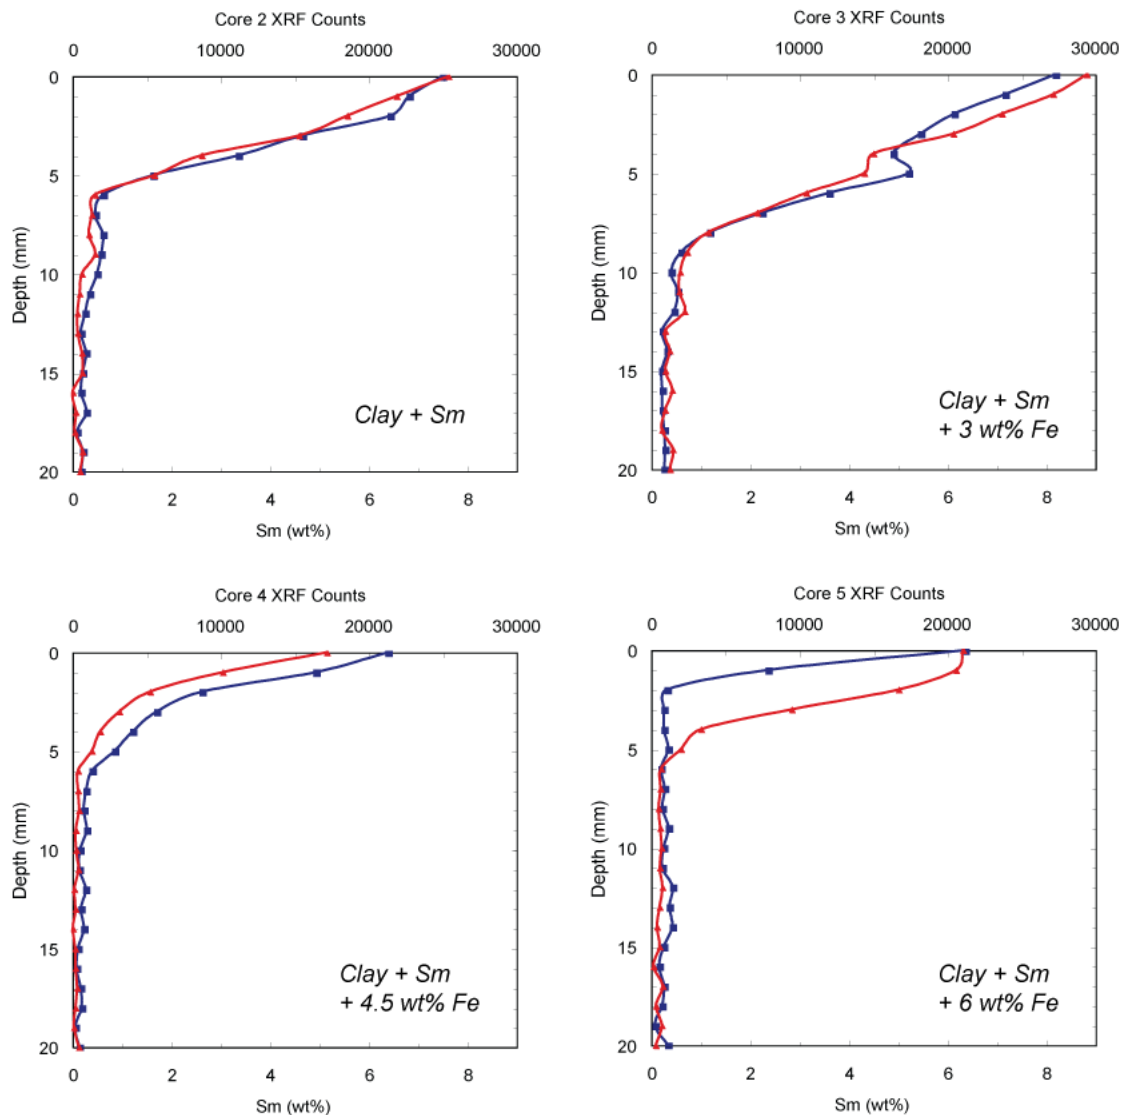 Core 2 XRF Counts
0 10000 20000 30000
0
5
10
15
20
Depth (mm)
Clay + Sm
0 2 4 6 8
Sm (wt%)
Core 3 XRF Counts
0 10000 20000 30000
0
5
10
15
20
Depth (mm)
Clay + Sm
+ 3 wt% Fe
0 2 4 6 8
Sm (wt%)
Core 4 XRF Counts
0 10000 20000 30000
0
5
10
15
20
Depth (mm)
Clay + Sm
+ 4.5 wt% Fe
0 2 4 6 8
Sm (wt%)
Core 5 XRF Counts
0 10000 20000 30000
0
5
10
15
20
Depth (mm)
Clay + Sm
+ 6 wt% Fe
0 2 4 6 8
Sm (wt%)